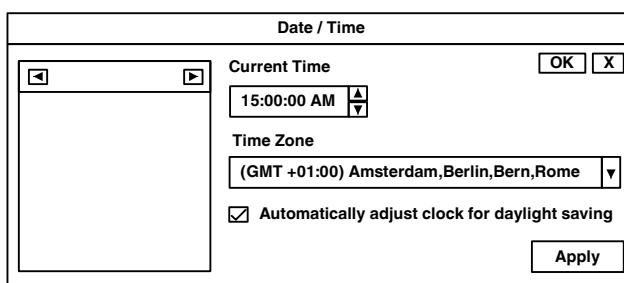 Date / Time
Current Time
OK X
15:00:00 AM
Time Zone
(GMT +01:00) Amsterdam,Berlin,Bern,Rome
Automatically adjust clock for daylight saving
Apply